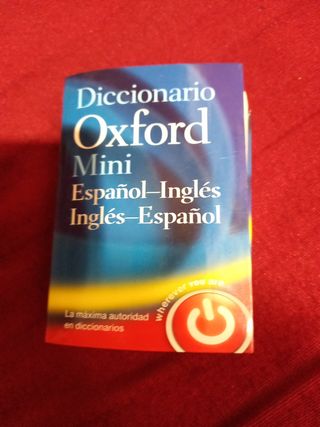 Diccionario
Oxford
Mini
Español–Inglés
Inglés–Español
wherever you are
La máxima autoridad
en diccionarios